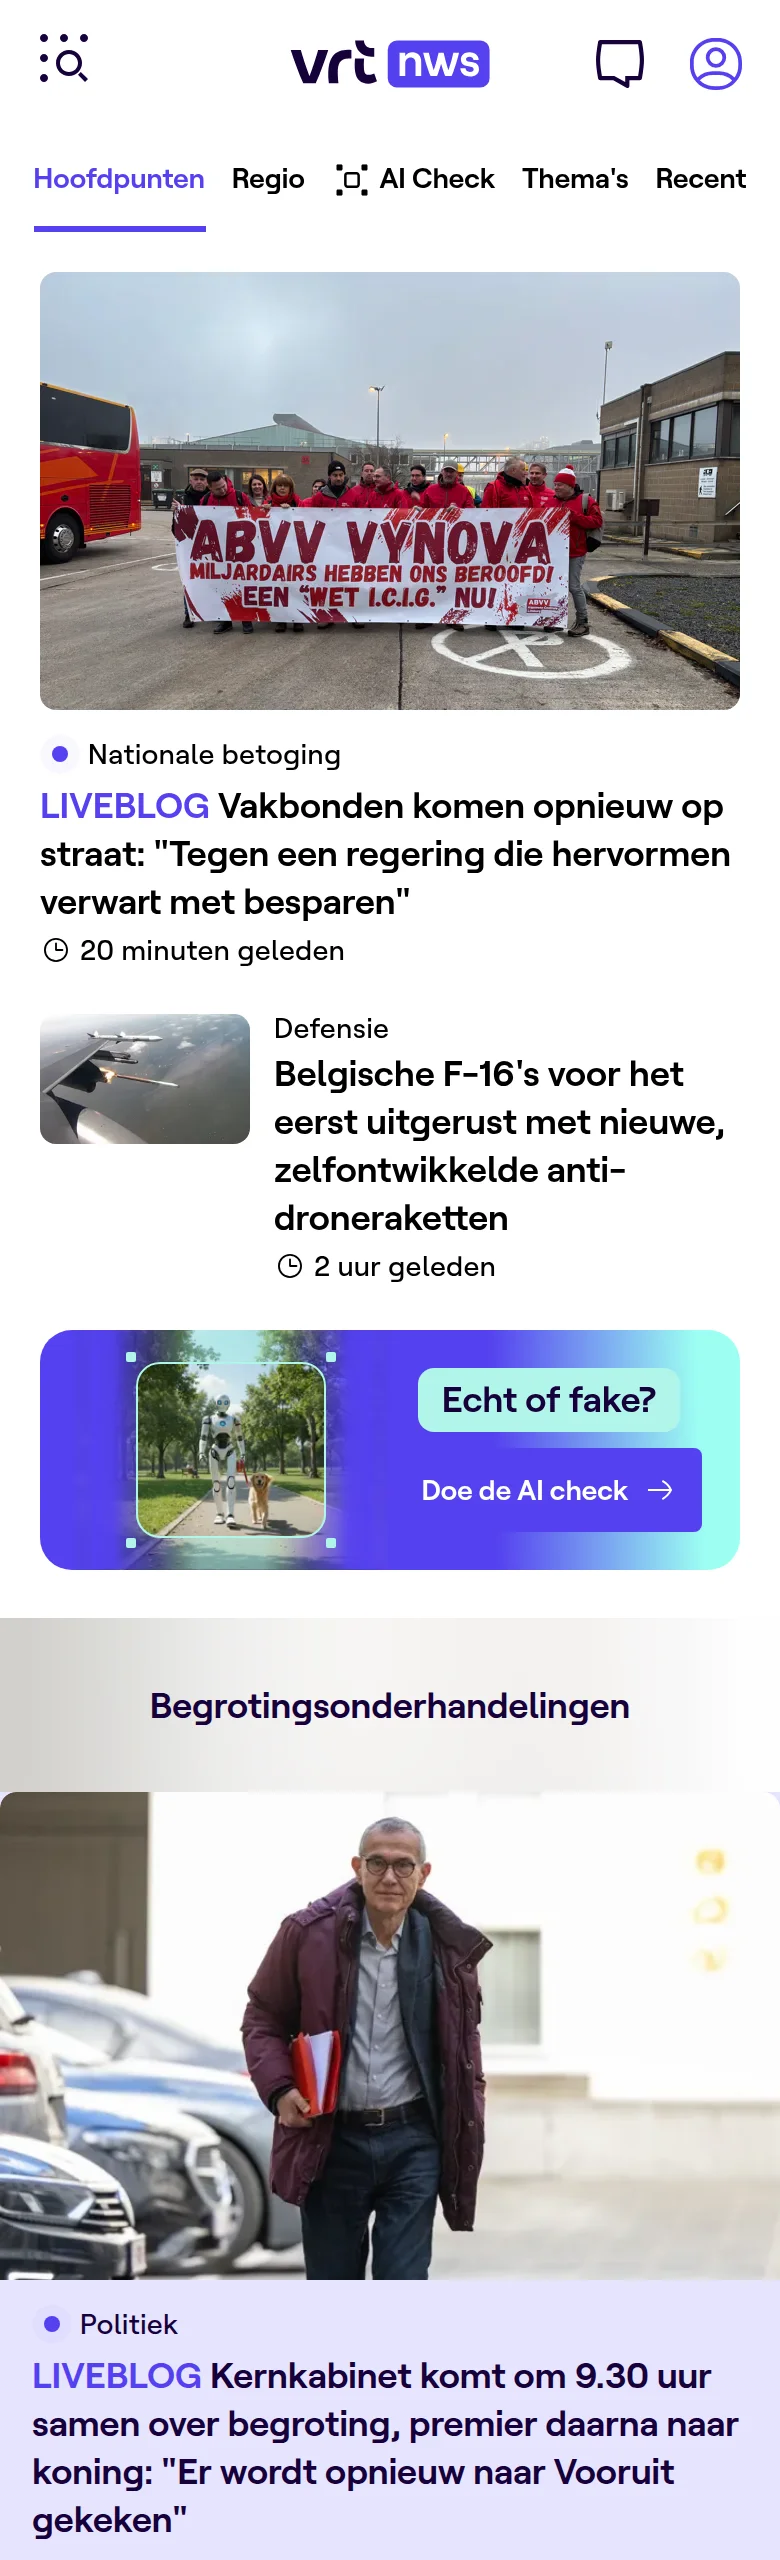 vrt nws
Hoofdpunten Regio AI Check Thema's Recent
ABVV VYNOVA
MILJARDAIRS HEBBEN ONS BEROOFD!
EEN "WET I.C.I.G." NU!
ABVV
Nationale betoging
LIVEBLOG Vakbonden komen opnieuw op
straat: "Tegen een regering die hervormen
verwart met besparen"
20 minuten geleden
Defensie
Belgische F-16's voor het
eerst uitgerust met nieuwe,
zelfontwikkelde anti-
droneraketten
2 uur geleden
Echt of fake?
Doe de AI check
Begrotingsonderhandelingen
Politiek
LIVEBLOG Kernkabinet komt om 9.30 uur
samen over begroting, premier daarna naar
koning: "Er wordt opnieuw naar Vooruit
gekeken"